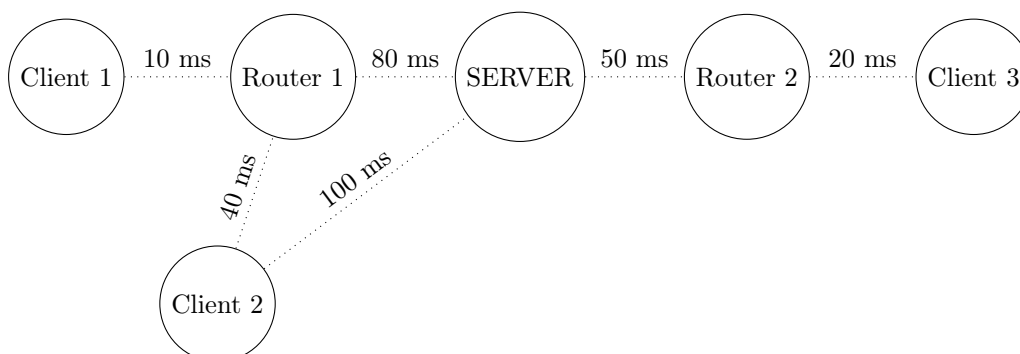 10 ms
80 ms
50 ms
20 ms
Client 1
Router 1
SERVER
Router 2
Client 3
40 ms
100 ms
Client 2